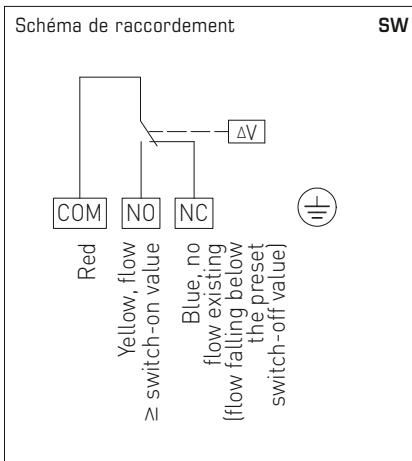 Schéma de raccordement
SW
ΔV
COM
NO
NC
Red
Yellow, flow
≥ switch-on value
Blue, no
flow existing
(flow falling below
the preset
switch-off value)